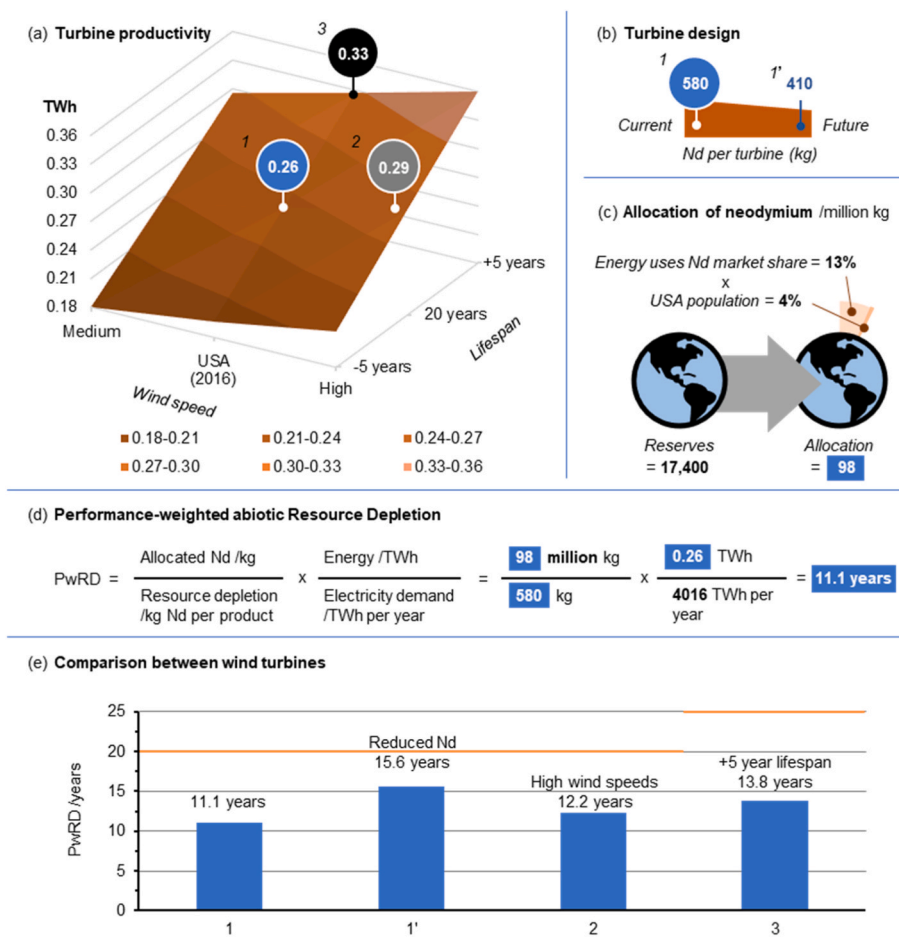 (a) Turbine productivity
3
0.33
TWh
0.36
0.33
0.30
0.27
0.24
0.21
0.18
1
0.26
2
0.29
Medium
USA
(2016)
High
Wind speed
+5 years
20 years
-5 years
Lifespan
0.18-0.21
0.21-0.24
0.24-0.27
0.27-0.30
0.30-0.33
0.33-0.36
(b) Turbine design
1
580
1'
410
Current
Future
Nd per turbine (kg)
(c) Allocation of neodymium /million kg
Energy uses Nd market share = 13%
x
USA population = 4%
Reserves
= 17,400
Allocation
= 98
(d) Performance-weighted abiotic Resource Depletion
PwRD =
Allocated Nd /kg
Resource depletion
/kg Nd per product
x
Energy /TWh
Electricity demand
/TWh per year
=
98 million kg
580 kg
x
0.26 TWh
4016 TWh per
year
= 11.1 years
(e) Comparison between wind turbines
PwRD /years
25
20
15
10
5
0
11.1 years
Reduced Nd
15.6 years
High wind speeds
12.2 years
+5 year lifespan
13.8 years
1
1'
2
3